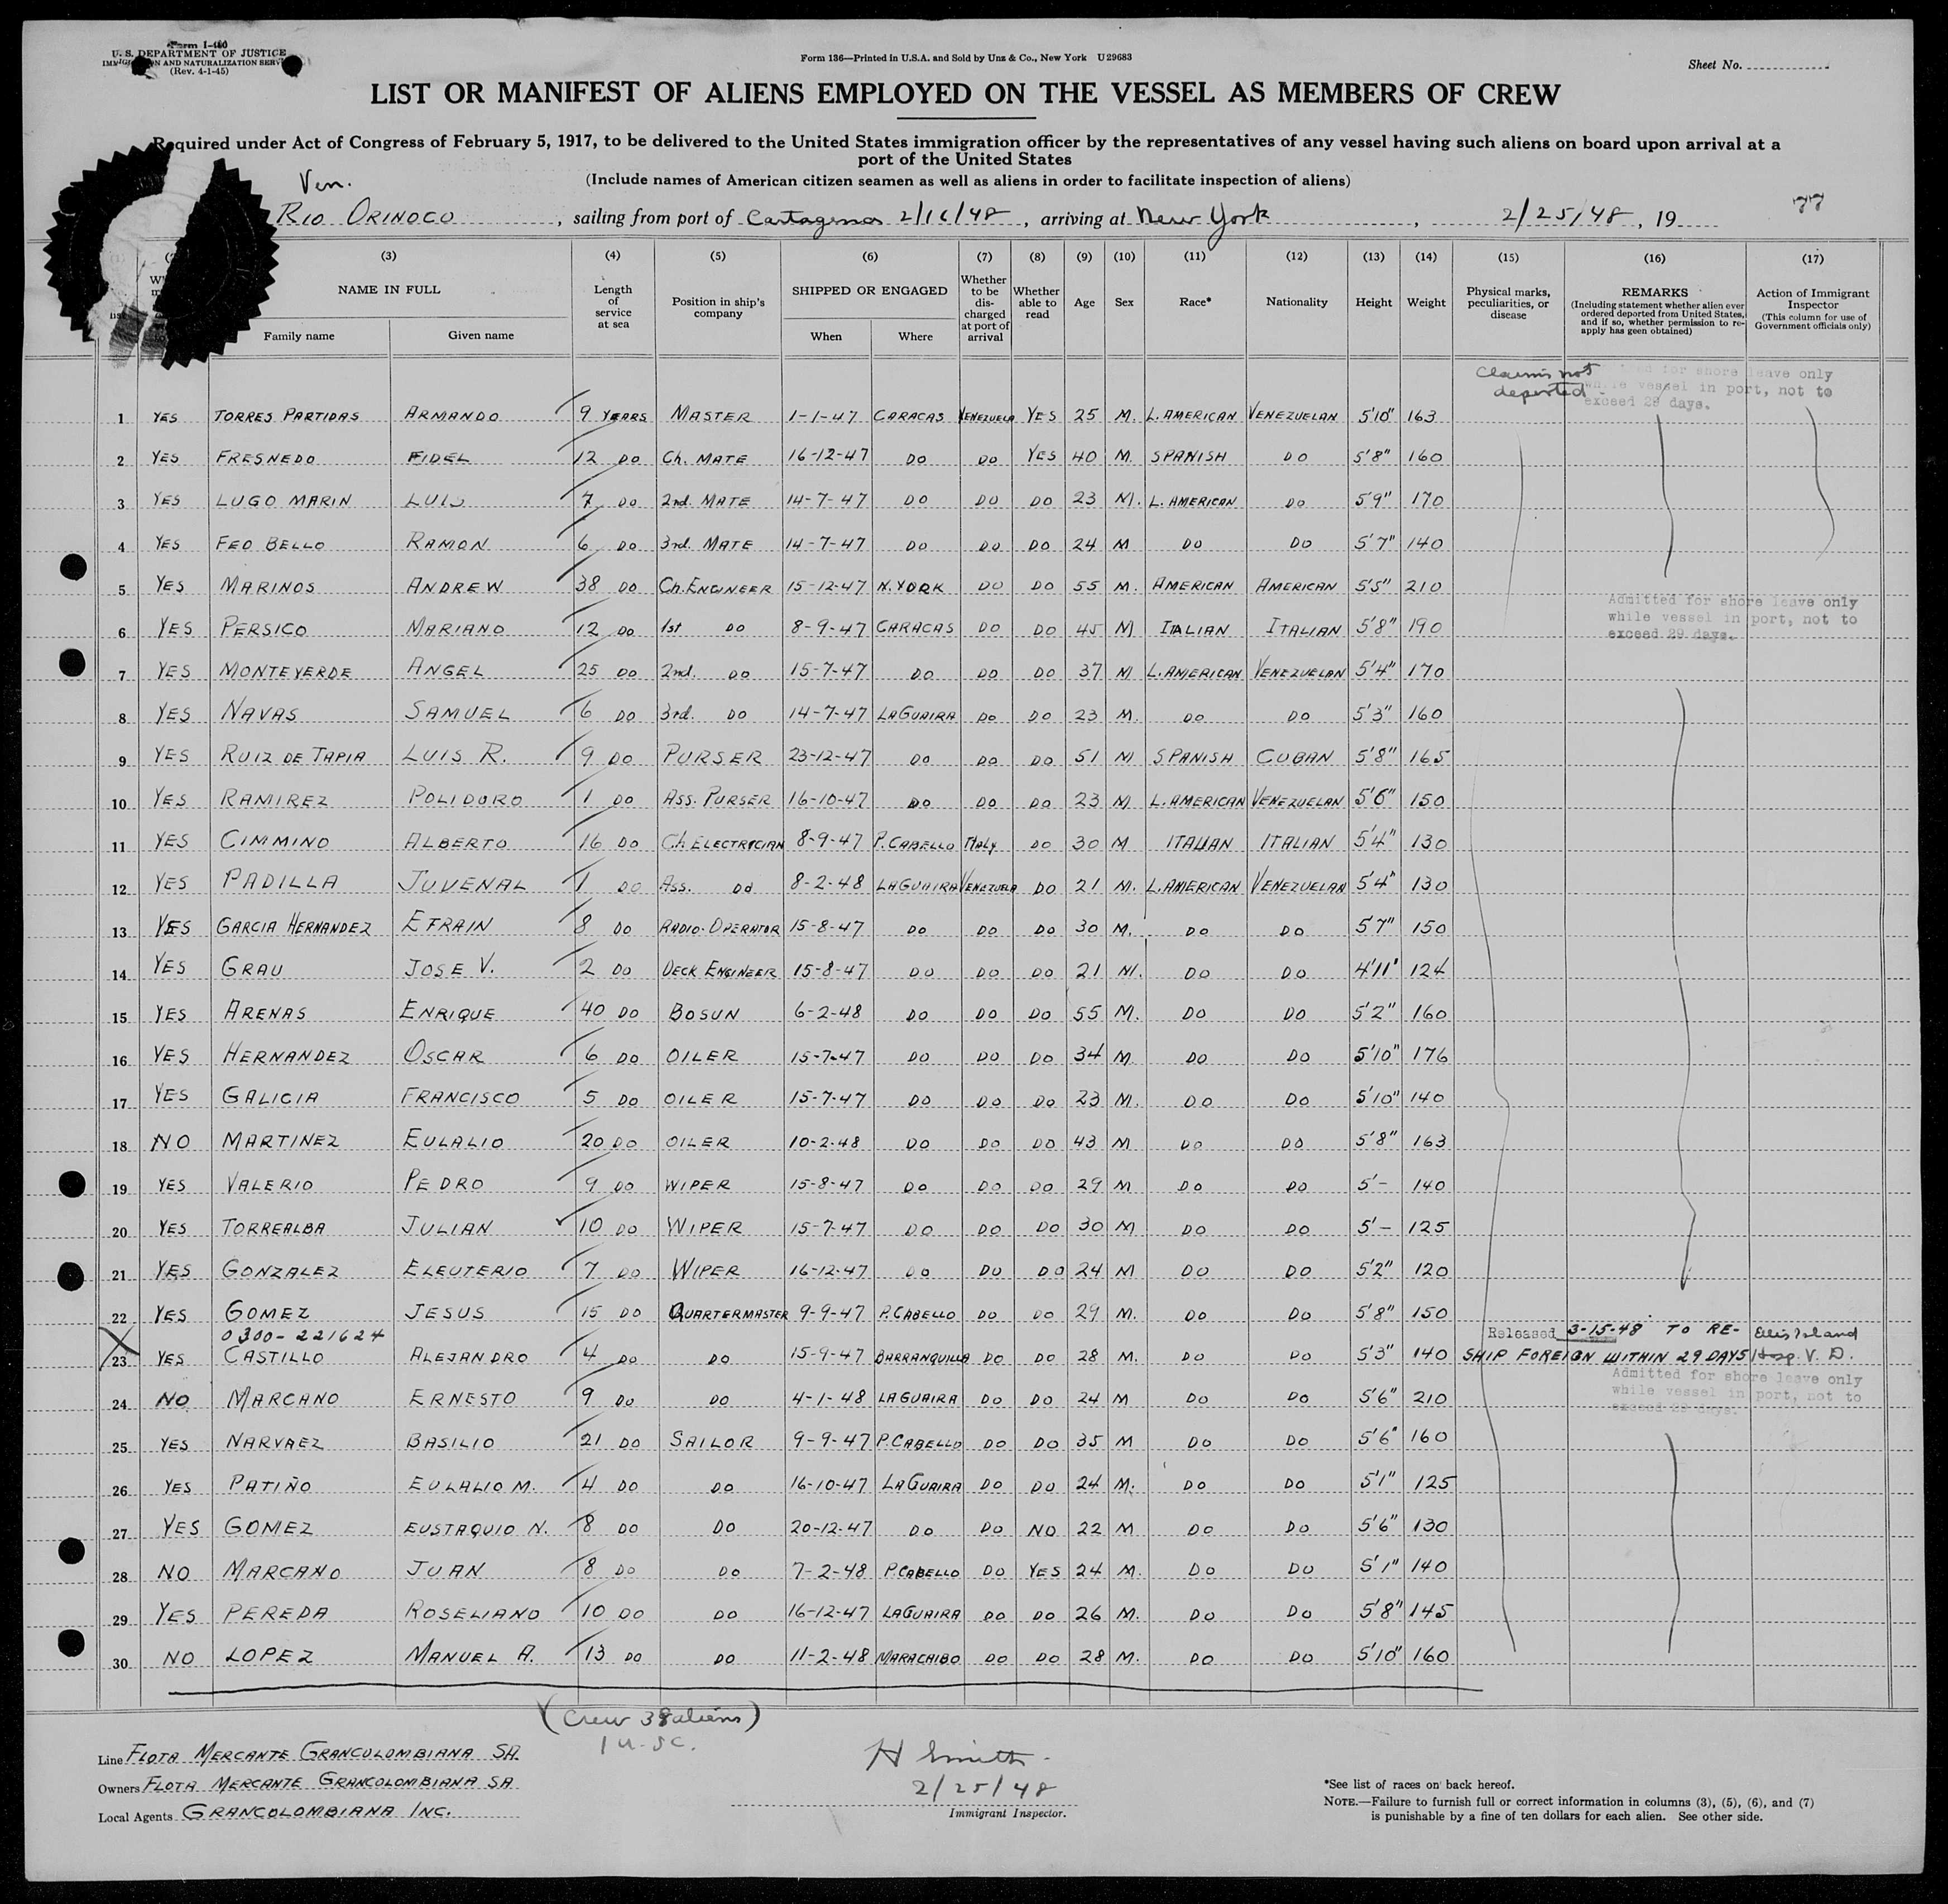 Form I-480
U. S. DEPARTMENT OF JUSTICE
IMMIGRATION AND NATURALIZATION SERVICE
(Rev. 4-1-45)
Form 136—Printed in U.S.A. and Sold by Unz & Co., New York U 29683
Sheet No.
LIST OR MANIFEST OF ALIENS EMPLOYED ON THE VESSEL AS MEMBERS OF CREW
Required under Act of Congress of February 5, 1917, to be delivered to the United States immigration officer by the representatives of any vessel having such aliens on board upon arrival at a
port of the United States
(Include names of American citizen seamen as well as aliens in order to facilitate inspection of aliens)
Ven.
RIO ORINOCO, sailing from port of Cartagena 2/16/48, arriving at New York, 2/25/48, 19
77
(3) (4) (5) (6) (7) (8) (9) (10) (11) (12) (13) (14) (15) (16) (17)
NAME IN FULL Family name Given name
Length of service at sea
Position in ship's company
SHIPPED OR ENGAGED When Where
Whether to be discharged at port of arrival
Whether able to read
Age Sex Race* Nationality Height Weight
Physical marks, peculiarities, or disease
REMARKS (Including statement whether alien ever ordered deported from United States, and if so, whether permission to re-apply has geen obtained)
Action of Immigrant Inspector (This column for use of Government officials only)
Claims not deported
for shore leave only
while vessel in port, not to
exceed 29 days.
1 YES TORRES PARTIDAS ARMANDO 9 YEARS MASTER 1-1-47 CARACAS VENEZUELA YES 25 M. L. AMERICAN VENEZUELAN 5'10" 163
2 YES FRESNEDO FIDEL 12 DO Ch. MATE 16-12-47 DO DO YES 40 M. SPANISH DO 5'8" 160
3 YES LUGO MARIN LUIS 7 DO 2nd. MATE 14-7-47 DO DO DO 23 M. L. AMERICAN DO 5'9" 170
4 YES FEO BELLO RAMON 6 DO 3rd. MATE 14-7-47 DO DO DO 24 M DO DO 5'7" 140
5 YES MARINOS ANDREW 38 DO Ch. ENGINEER 15-12-47 N. YORK DO DO 55 M. AMERICAN AMERICAN 5'5" 210
Admitted for shore leave only
while vessel in port, not to
exceed 29 days.
6 YES PERSICO MARIANO 12 DO 1st DO 8-9-47 CARACAS DO DO 45 M ITALIAN ITALIAN 5'8" 190
7 YES MONTEVERDE ANGEL 25 DO 2nd. DO 15-7-47 DO DO DO 37 M L. AMERICAN VENEZUELAN 5'4" 170
8 YES NAVAS SAMUEL 6 DO 3rd. DO 14-7-47 LAGUAIRA DO DO 23 M. DO DO 5'3" 160
9 YES RUIZ DE TAPIA LUIS R. 9 DO PURSER 23-12-47 DO DO DO 51 M SPANISH CUBAN 5'8" 165
10 YES RAMIREZ POLIDORO 1 DO ASS. PURSER 16-10-47 DO DO DO 23 M L. AMERICAN VENEZUELAN 5'6" 150
11 YES CIMMINO ALBERTO 16 DO Ch ELECTRICIAN 8-9-47 P. CABELLO ITALY DO 30 M ITALIAN ITALIAN 5'4" 130
12 YES PADILLA JUVENAL 1 DO ASS. DO 8-2-48 LAGUAIRA VENEZUELA DO 21 M. L. AMERICAN VENEZUELAN 5'4" 130
13 YES GARCIA HERNANDEZ EFRAIN 8 DO RADIO-OPERATOR 15-8-47 DO DO DO 30 M. DO DO 5'7" 150
14 YES GRAU JOSE V. 2 DO DECK ENGINEER 15-8-47 DO DO DO 21 M. DO DO 4'11' 124
15 YES ARENAS ENRIQUE 40 DO BOSUN 6-2-48 DO DO DO 55 M. DO DO 5'2" 160
16 YES HERNANDEZ OSCAR 6 DO OILER 15-7-47 DO DO DO 34 M. DO DO 5'10" 176
17 YES GALICIA FRANCISCO 5 DO OILER 15-7-47 DO DO DO 23 M. DO DO 5'10" 140
18 NO MARTINEZ EULALIO 20 DO OILER 10-2-48 DO DO DO 43 M DO DO 5'8" 163
19 YES VALERIO PEDRO 9 DO WIPER 15-8-47 DO DO DO 29 M DO DO 5'- 140
20 YES TORREALBA JULIAN 10 DO WIPER 15-7-47 DO DO DO 30 M DO DO 5'- 125
21 YES GONZALEZ ELEUTERIO 7 DO WIPER 16-12-47 DO DO DO 24 M DO DO 5'2" 120
22 YES GOMEZ JESUS 15 DO QUARTERMASTER 9-9-47 P. CABELLO DO DO 29 M. DO DO 5'8" 150
0300-221624
Released 3-15-48 TO RE- Ellis Island
23 YES CASTILLO ALEJANDRO 4 DO DO 15-9-47 BARRANQUILLA DO DO 28 M. DO DO 5'3" 140 SHIP FOREIGN WITHIN 29 DAYS Hosp. V. D.
Admitted for shore leave only
while vessel in port, not to
exceed 29 days.
24 NO MARCANO ERNESTO 9 DO DO 4-1-48 LAGUAIRA DO DO 24 M DO DO 5'6" 210
25 YES NARVAEZ BASILIO 21 DO SAILOR 9-9-47 P. CABELLO DO DO 35 M DO DO 5'6" 160
26 YES PATIÑO EULALIO M. 4 DO DO 16-10-47 LAGUAIRA DO DO 24 M. DO DO 5'1" 125
27 YES GOMEZ EUSTAQUIO N. 8 DO DO 20-12-47 DO DO NO 22 M DO DO 5'6" 130
28 NO MARCANO JUAN 8 DO DO 7-2-48 P.CABELLO DO YES 24 M. DO DO 5'1" 140
29 YES PEREDA ROSELIANO 10 DO DO 16-12-47 LAGUAIRA DO DO 26 M. DO DO 5'8" 145
30 NO LOPEZ MANUEL A. 13 DO DO 11-2-48 MARACAIBO DO DO 28 M. DO DO 5'10" 160
(Crew 38 aliens)
1 U.S.C.
Line FLOTA MERCANTE GRANCOLOMBIANA SA.
Owners FLOTA MERCANTE GRANCOLOMBIANA SA
Local Agents GRANCOLOMBIANA INC.
H Smith
2/25/48
Immigrant Inspector.
*See list of races on back hereof.
NOTE.—Failure to furnish full or correct information in columns (3), (5), (6), and (7)
is punishable by a fine of ten dollars for each alien. See other side.